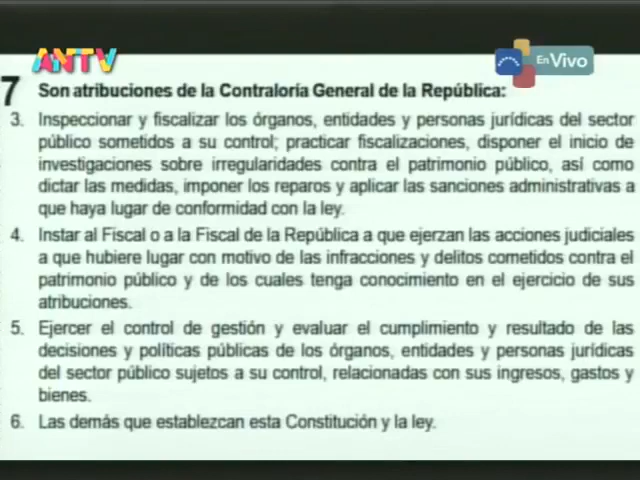 ANTV
En Vivo
7 Son atribuciones de la Contraloría General de la República:
3. Inspeccionar y fiscalizar los órganos, entidades y personas jurídicas del sector
público sometidos a su control; practicar fiscalizaciones, disponer el inicio de
investigaciones sobre irregularidades contra el patrimonio público, así como
dictar las medidas, imponer los reparos y aplicar las sanciones administrativas a
que haya lugar de conformidad con la ley.
4. Instar al Fiscal o a la Fiscal de la República a que ejerzan las acciones judiciales
a que hubiere lugar con motivo de las infracciones y delitos cometidos contra el
patrimonio público y de los cuales tenga conocimiento en el ejercicio de sus
atribuciones.
5. Ejercer el control de gestión y evaluar el cumplimiento y resultado de las
decisiones y políticas públicas de los órganos, entidades y personas jurídicas
del sector público sujetos a su control, relacionadas con sus ingresos, gastos y
bienes.
6. Las demás que establezcan esta Constitución y la ley.